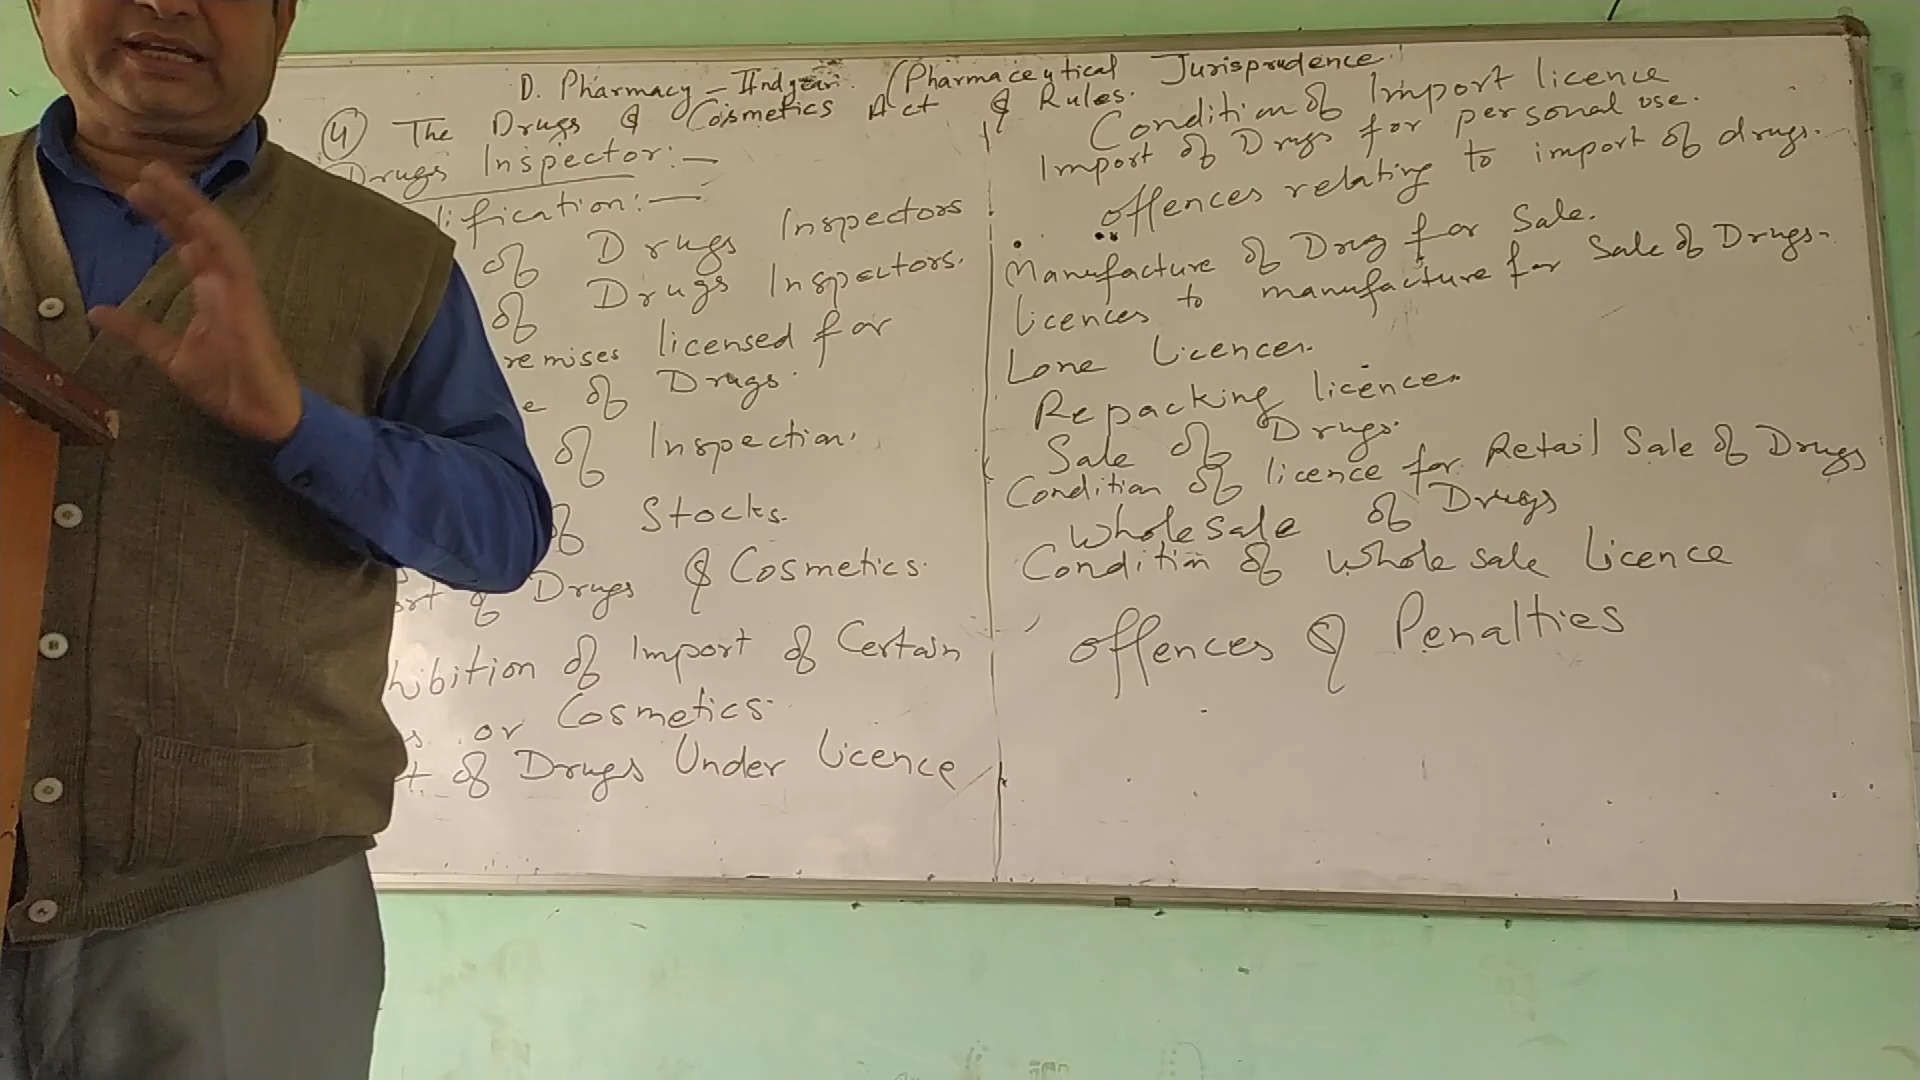 D. Pharmacy - IInd year. (Pharmaceutical Jurisprudence)
(4) The Drugs & Cosmetics Act & Rules.
Drugs Inspector:-
lification:-
of Drugs Inspectors
of Drugs Inspectors.
remises licensed for
e of Drugs.
of Inspection.
of Stocks.
ort of Drugs & Cosmetics.
hibition of Import of Certain
s or Cosmetics.
t of Drugs Under Licence
Condition of Import licence
Import of Drugs for personal use.
offences relating to import of drugs.
Manufacture of Drug for Sale.
licences to manufacture for Sale of Drugs.
Lone Licences.
Repacking licences.
Sale of Drugs.
Condition of licence for Retail Sale of Drugs
Wholesale of Drugs
Condition of Whole sale Licence
offences & Penalties